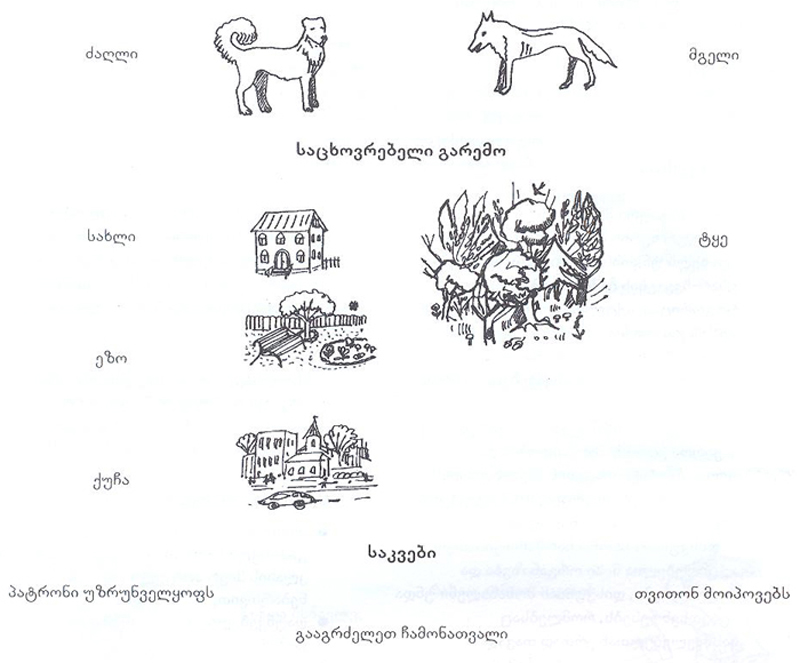 ძაღლი მგელი
საცხოვრებელი გარემო
სახლი ტყე
ეზო
ქუჩა
საკვები
პატრონი უზრუნველყოფს თვითონ მოიპოვებს
გააგრძელეთ ჩამონათვალი